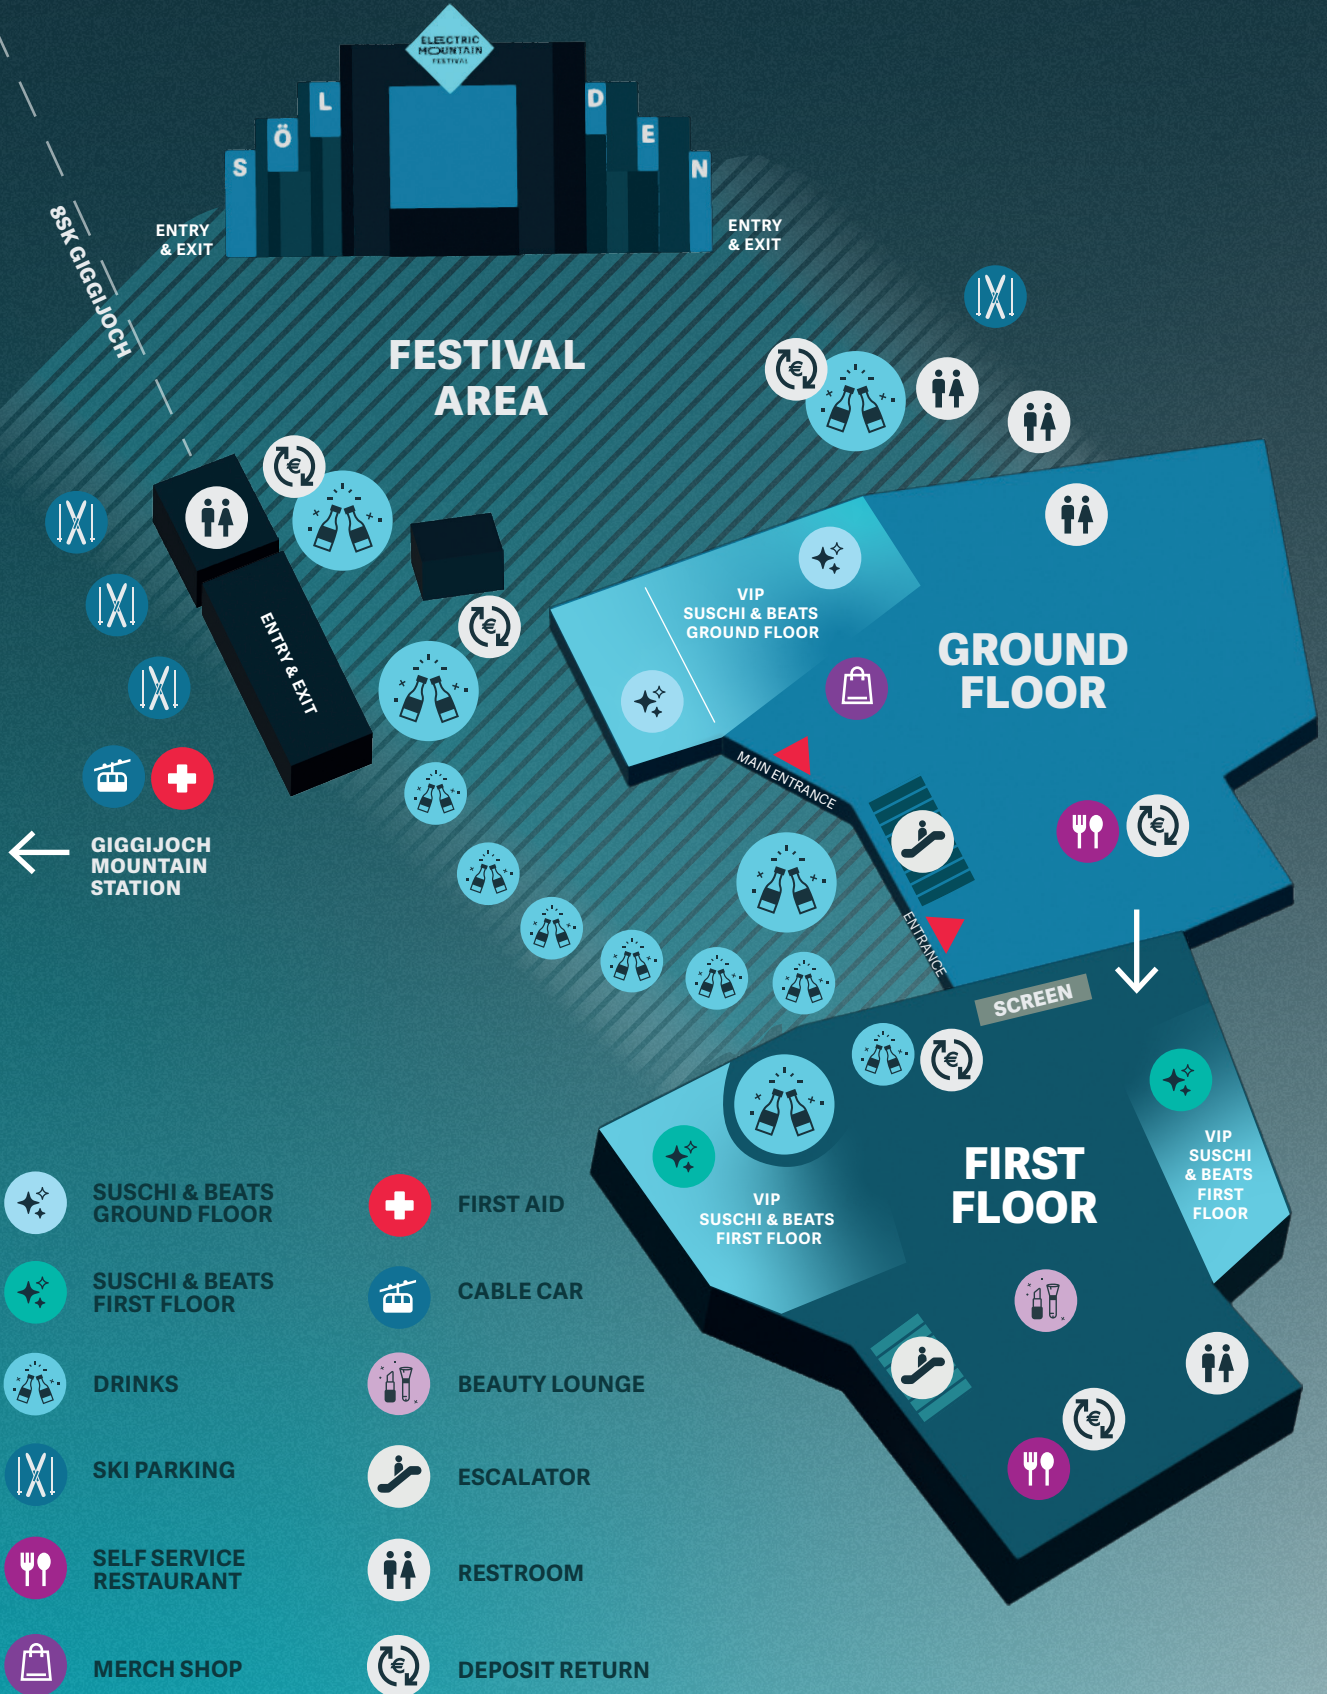 ELECTRIC
MOUNTAIN
FESTIVAL
S
Ö
L
D
E
N
ENTRY
& EXIT
ENTRY
& EXIT
8SK GIGGIJOCH
FESTIVAL
AREA
ENTRY & EXIT
VIP
SUSCHI & BEATS
GROUND FLOOR
GROUND
FLOOR
MAIN ENTRANCE
GIGGIJOCH
MOUNTAIN
STATION
ENTRANCE
SCREEN
VIP
SUSCHI
& BEATS
FIRST
FLOOR
FIRST
FLOOR
VIP
SUSCHI & BEATS
FIRST FLOOR
SUSCHI & BEATS
GROUND FLOOR
SUSCHI & BEATS
FIRST FLOOR
DRINKS
SKI PARKING
SELF SERVICE
RESTAURANT
MERCH SHOP
FIRST AID
CABLE CAR
BEAUTY LOUNGE
ESCALATOR
RESTROOM
DEPOSIT RETURN